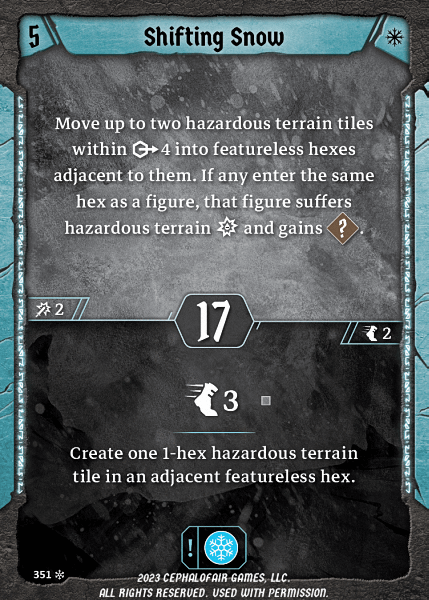 5
Shifting Snow
Move up to two hazardous terrain tiles
within 4 into featureless hexes
adjacent to them. If any enter the same
hex as a figure, that figure suffers
hazardous terrain and gains ?.
2
17
2
3
Create one 1-hex hazardous terrain
tile in an adjacent featureless hex.
!
351
2023 CEPHALOFAIR GAMES, LLC.
ALL RIGHTS RESERVED. USED WITH PERMISSION.